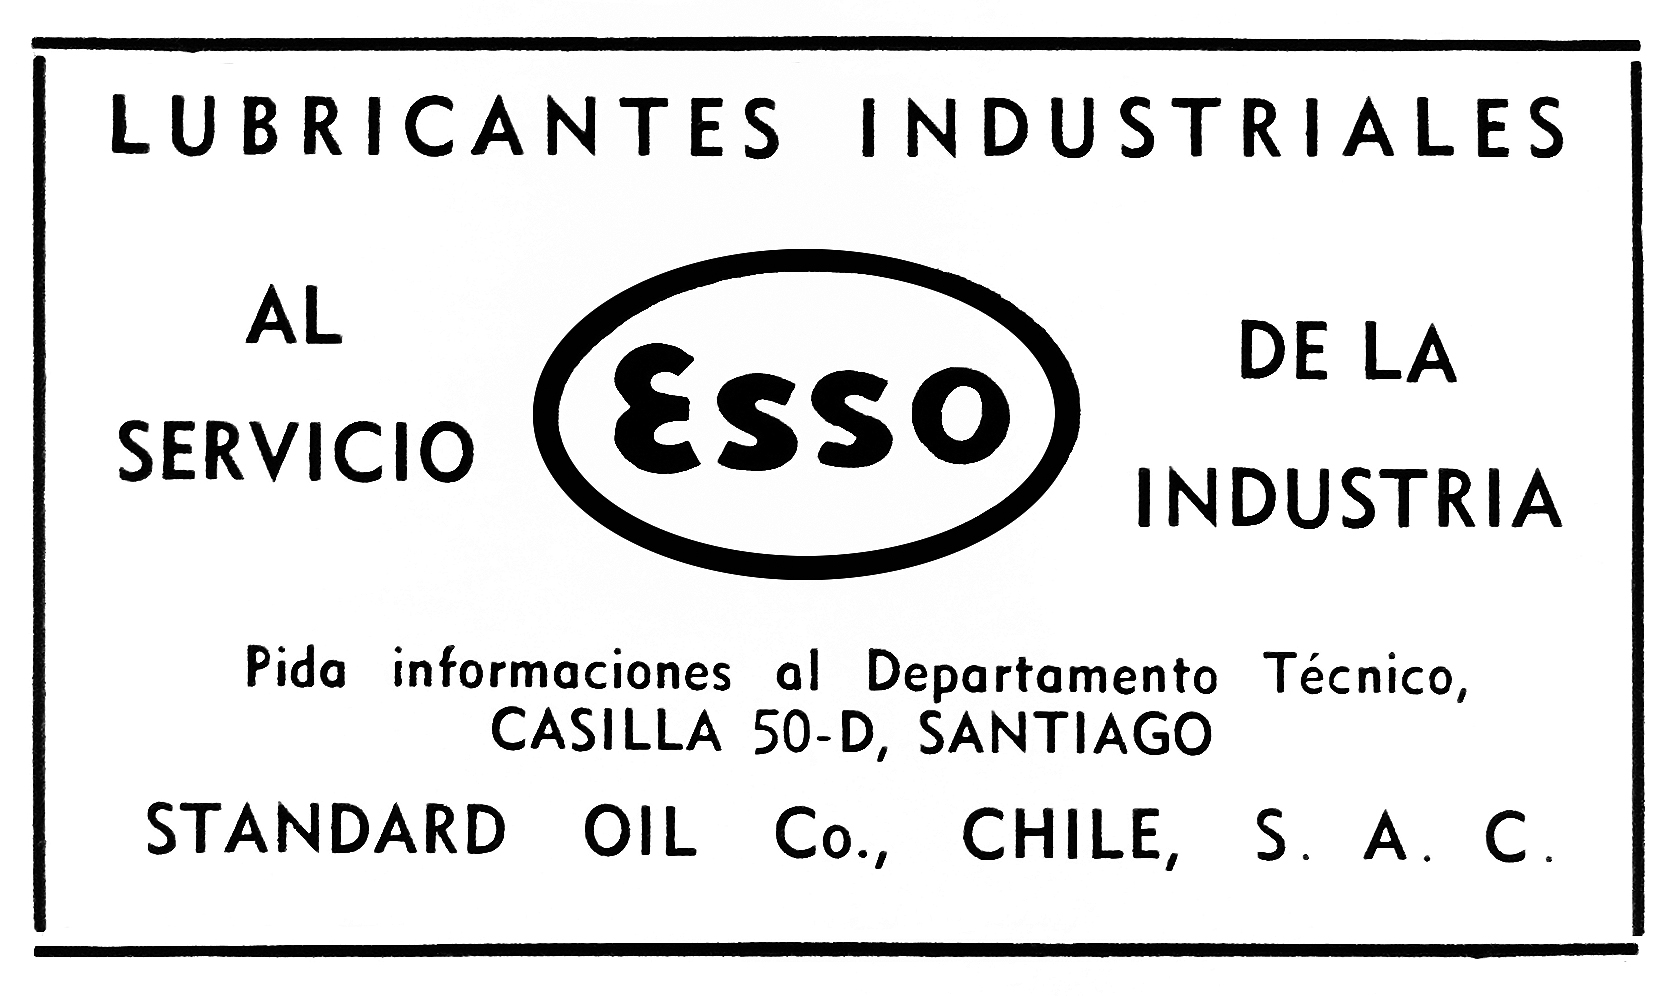 LUBRICANTES INDUSTRIALES
AL
SERVICIO
Esso
DE LA
INDUSTRIA
Pida informaciones al Departamento Técnico,
CASILLA 50-D, SANTIAGO
STANDARD OIL Co., CHILE, S. A. C.